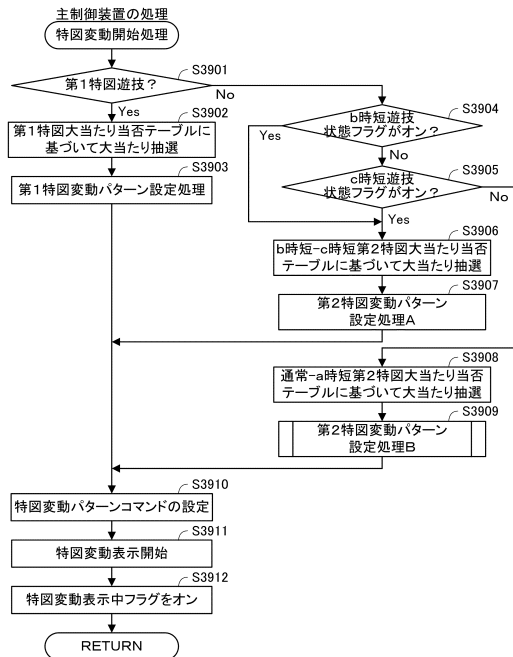 主制御装置の処理
特図変動開始処理
S3901
第1特図遊技？
No
Yes
S3902
第1特図大当たり当否テーブルに
基づいて大当たり抽選
S3903
第1特図変動パターン設定処理
S3904
b時短遊技
状態フラグがオン？
Yes
No
S3905
c時短遊技
状態フラグがオン？
No
Yes
S3906
b時短-c時短第2特図大当たり当否
テーブルに基づいて大当たり抽選
S3907
第2特図変動パターン
設定処理A
S3908
通常-a時短第2特図大当たり当否
テーブルに基づいて大当たり抽選
S3909
第2特図変動パターン
設定処理B
S3910
特図変動パターンコマンドの設定
S3911
特図変動表示開始
S3912
特図変動表示中フラグをオン
RETURN